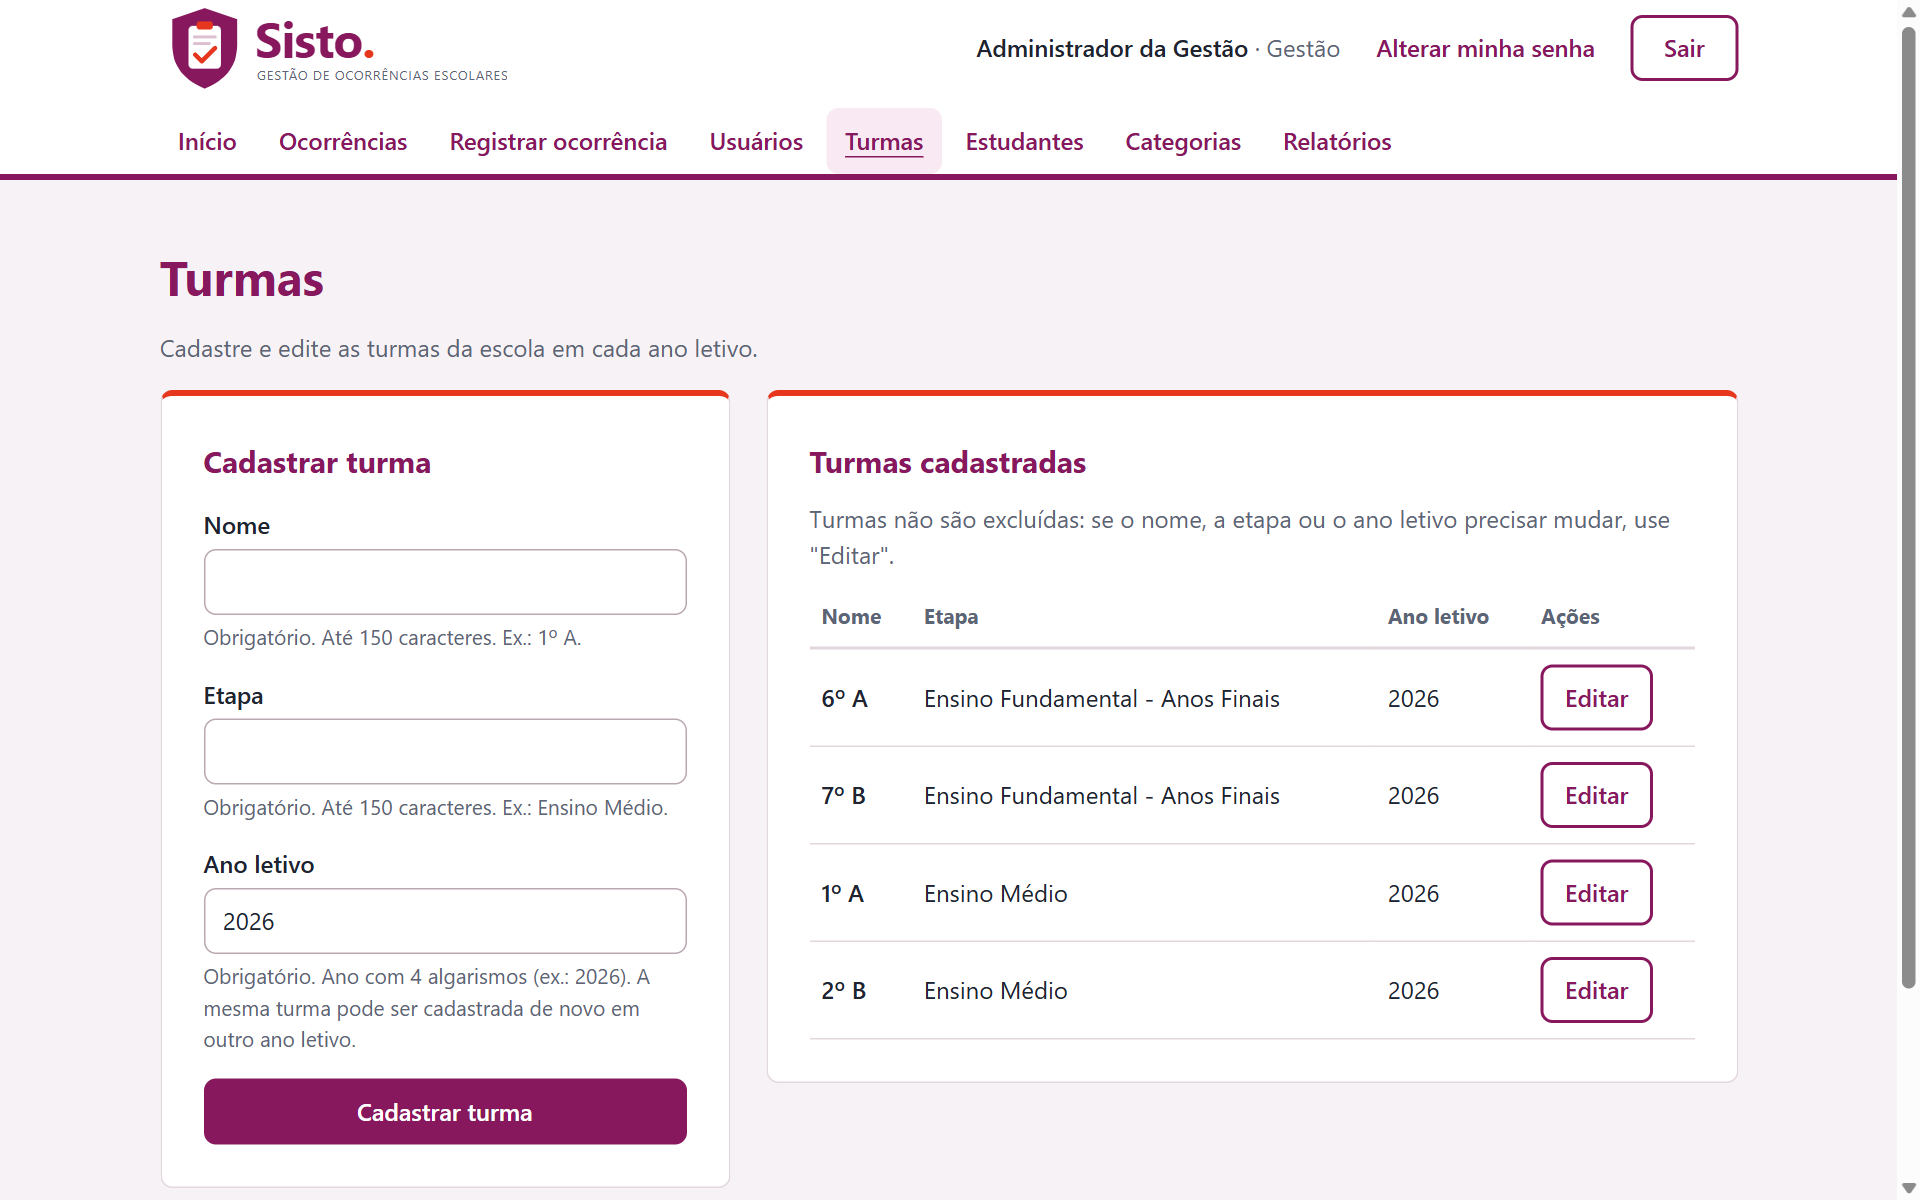 Sisto.
GESTÃO DE OCORRÊNCIAS ESCOLARES
Administrador da Gestão · Gestão
Alterar minha senha
Sair
Início
Ocorrências
Registrar ocorrência
Usuários
Turmas
Estudantes
Categorias
Relatórios
Turmas
Cadastre e edite as turmas da escola em cada ano letivo.
Cadastrar turma
Nome
Obrigatório. Até 150 caracteres. Ex.: 1º A.
Etapa
Obrigatório. Até 150 caracteres. Ex.: Ensino Médio.
Ano letivo
2026
Obrigatório. Ano com 4 algarismos (ex.: 2026). A
mesma turma pode ser cadastrada de novo em
outro ano letivo.
Cadastrar turma
Turmas cadastradas
Turmas não são excluídas: se o nome, a etapa ou o ano letivo precisar mudar, use
"Editar".
Nome Etapa Ano letivo Ações
6º A Ensino Fundamental - Anos Finais 2026 Editar
7º B Ensino Fundamental - Anos Finais 2026 Editar
1º A Ensino Médio 2026 Editar
2º B Ensino Médio 2026 Editar